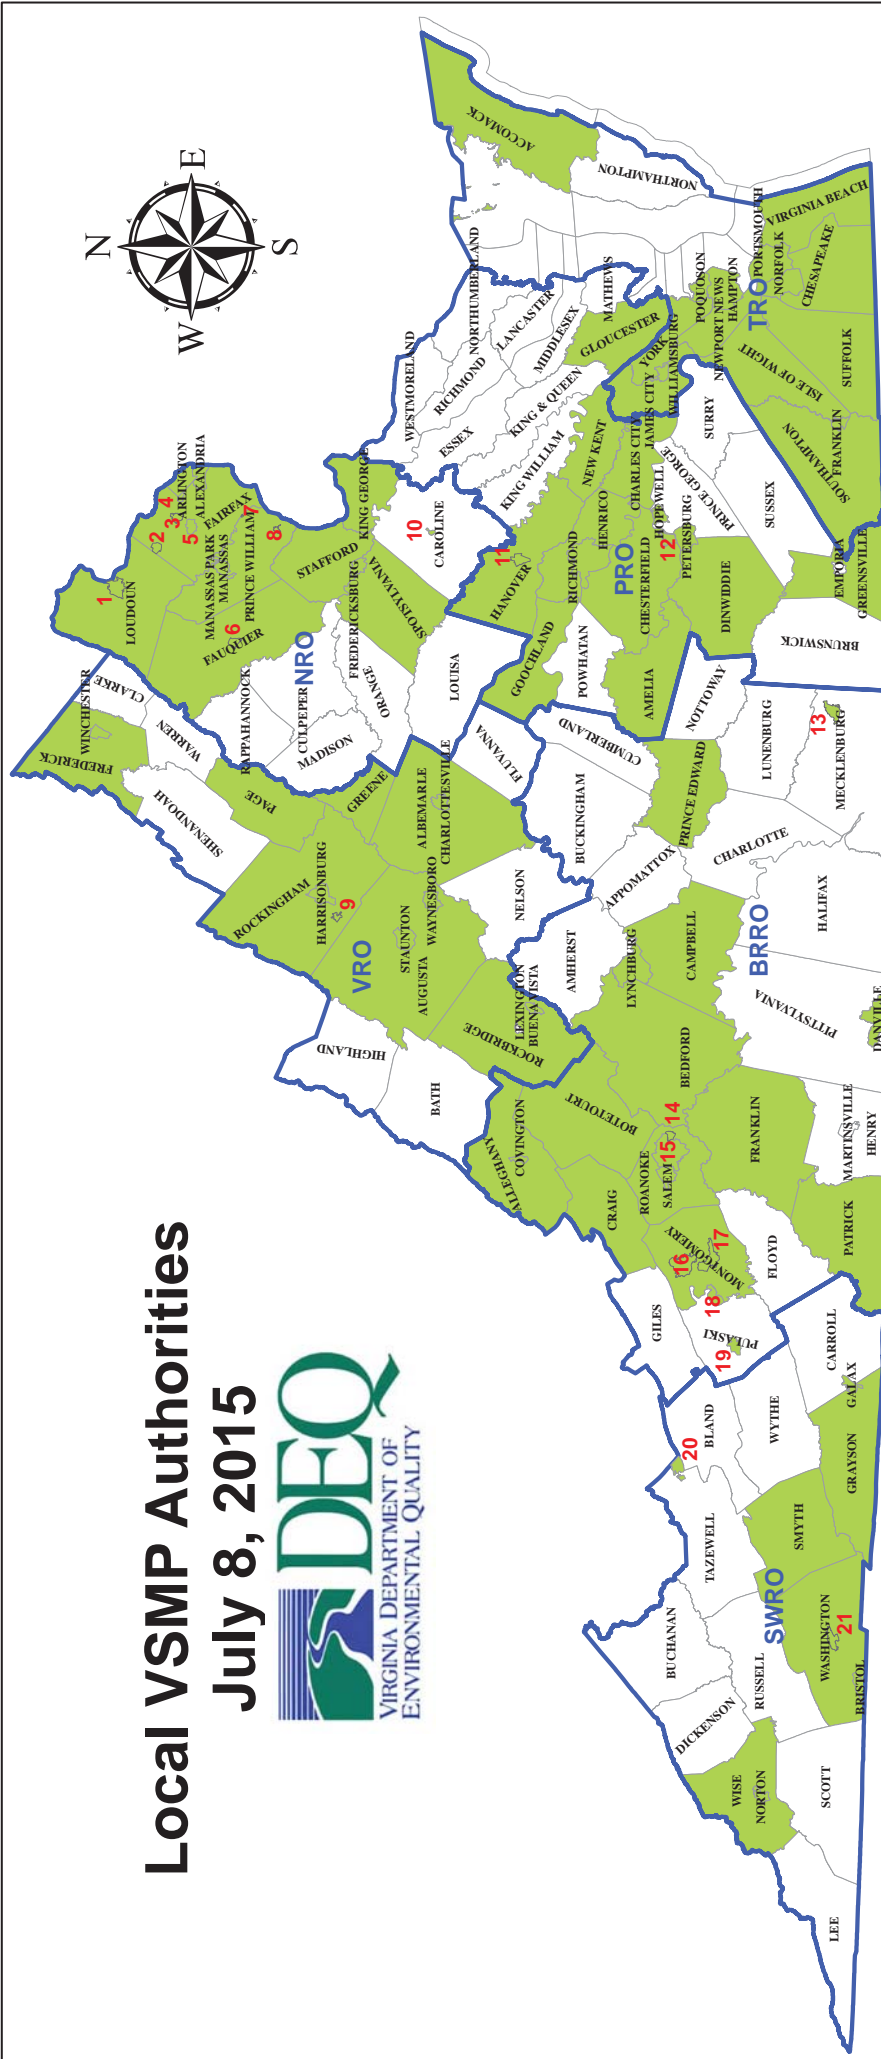 Local VSMP Authorities
July 8, 2015
DEQ
VIRGINIA DEPARTMENT OF
ENVIRONMENTAL QUALITY
N
W
E
S
FREDERICK
WINCHESTER
CLARKE
WARREN
SHENANDOAH
PAGE
ROCKINGHAM
HARRISONBURG
9
GREENE
VRO
AUGUSTA
STAUNTON
WAYNESBORO
ALBEMARLE
CHARLOTTESVILLE
FLUVANNA
NELSON
HIGHLAND
BATH
ROCKBRIDGE
LEXINGTON
BUENA VISTA
1
LOUDOUN
2
3
4
5
ARLINGTON
ALEXANDRIA
FAIRFAX
MANASSAS PARK
MANASSAS
PRINCE WILLIAM
7
8
6
FAUQUIER
RAPPAHANNOCK
CULPEPER
MADISON
NRO
ORANGE
STAFFORD
FREDERICKSBURG
SPOTSYLVANIA
KING GEORGE
LOUISA
10
CAROLINE
WESTMORELAND
NORTHUMBERLAND
RICHMOND
LANCASTER
ESSEX
MIDDLESEX
KING & QUEEN
KING WILLIAM
MATHEWS
GLOUCESTER
ACCOMACK
NORTHAMPTON
11
HANOVER
GOOCHLAND
POWHATAN
RICHMOND
HENRICO
NEW KENT
CHARLES CITY
PRO
CHESTERFIELD
AMELIA
HOPEWELL
12
PETERSBURG
PRINCE GEORGE
DINWIDDIE
SURRY
SUSSEX
JAMES CITY
YORK
WILLIAMSBURG
POQUOSON
NEWPORT NEWS
HAMPTON
TRO
PORTSMOUTH
NORFOLK
VIRGINIA BEACH
CHESAPEAKE
SUFFOLK
ISLE OF WIGHT
SOUTHAMPTON
FRANKLIN
EMPORIA
GREENSVILLE
BRUNSWICK
ALLEGHANY
COVINGTON
BOTETOURT
CRAIG
ROANOKE
SALEM
15
14
BEDFORD
AMHERST
LYNCHBURG
CAMPBELL
APPOMATTOX
BUCKINGHAM
CUMBERLAND
PRINCE EDWARD
NOTTOWAY
LUNENBURG
CHARLOTTE
13
MECKLENBURG
HALIFAX
BRRO
PITTSYLVANIA
DANVILLE
FRANKLIN
MARTINSVILLE
HENRY
PATRICK
FLOYD
MONTGOMERY
16
17
18
GILES
PULASKI
19
20
BLAND
WYTHE
CARROLL
GALAX
GRAYSON
SMYTH
TAZEWELL
SWRO
WASHINGTON
21
BRISTOL
BUCHANAN
RUSSELL
DICKENSON
WISE
NORTON
SCOTT
LEE